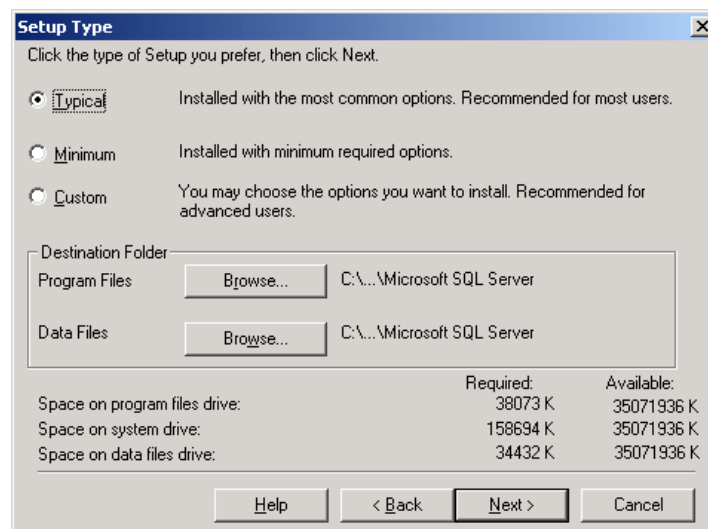 Setup Type
Click the type of Setup you prefer, then click Next.
Typical Installed with the most common options. Recommended for most users.
Minimum Installed with minimum required options.
Custom You may choose the options you want to install. Recommended for
advanced users.
Destination Folder
Program Files Browse... C:\...\Microsoft SQL Server
Data Files Browse... C:\...\Microsoft SQL Server
Required: Available:
Space on program files drive: 38073 K 35071936 K
Space on system drive: 158694 K 35071936 K
Space on data files drive: 34432 K 35071936 K
Help < Back Next > Cancel